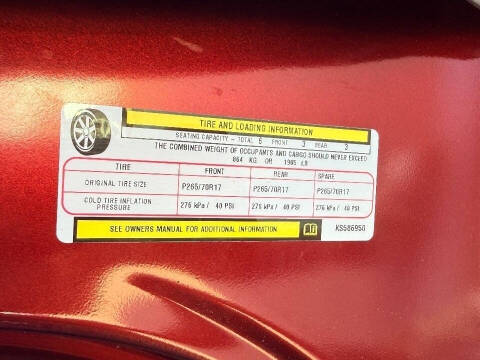 TIRE AND LOADING INFORMATION
SEATING CAPACITY - TOTAL 6 FRONT 3 REAR 3
THE COMBINED WEIGHT OF OCCUPANTS AND CARGO SHOULD NEVER EXCEED
864 KG OR 1905 LB
TIRE FRONT REAR SPARE
ORIGINAL TIRE SIZE P265/70R17 P265/70R17 P265/70R17
COLD TIRE INFLATION PRESSURE 276 kPa / 40 PSI 276 kPa / 40 PSI 276 kPa / 40 PSI
SEE OWNERS MANUAL FOR ADDITIONAL INFORMATION KS586950